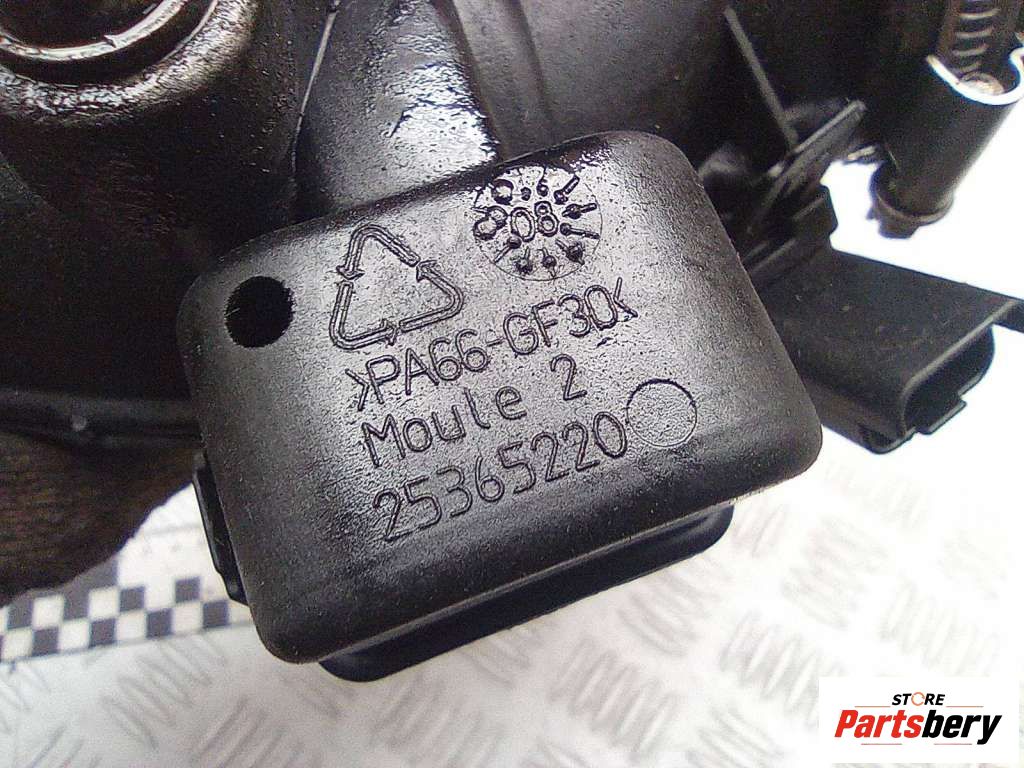 08
>PA66-GF30<
Moule 2
25365220
STORE
Partsbery